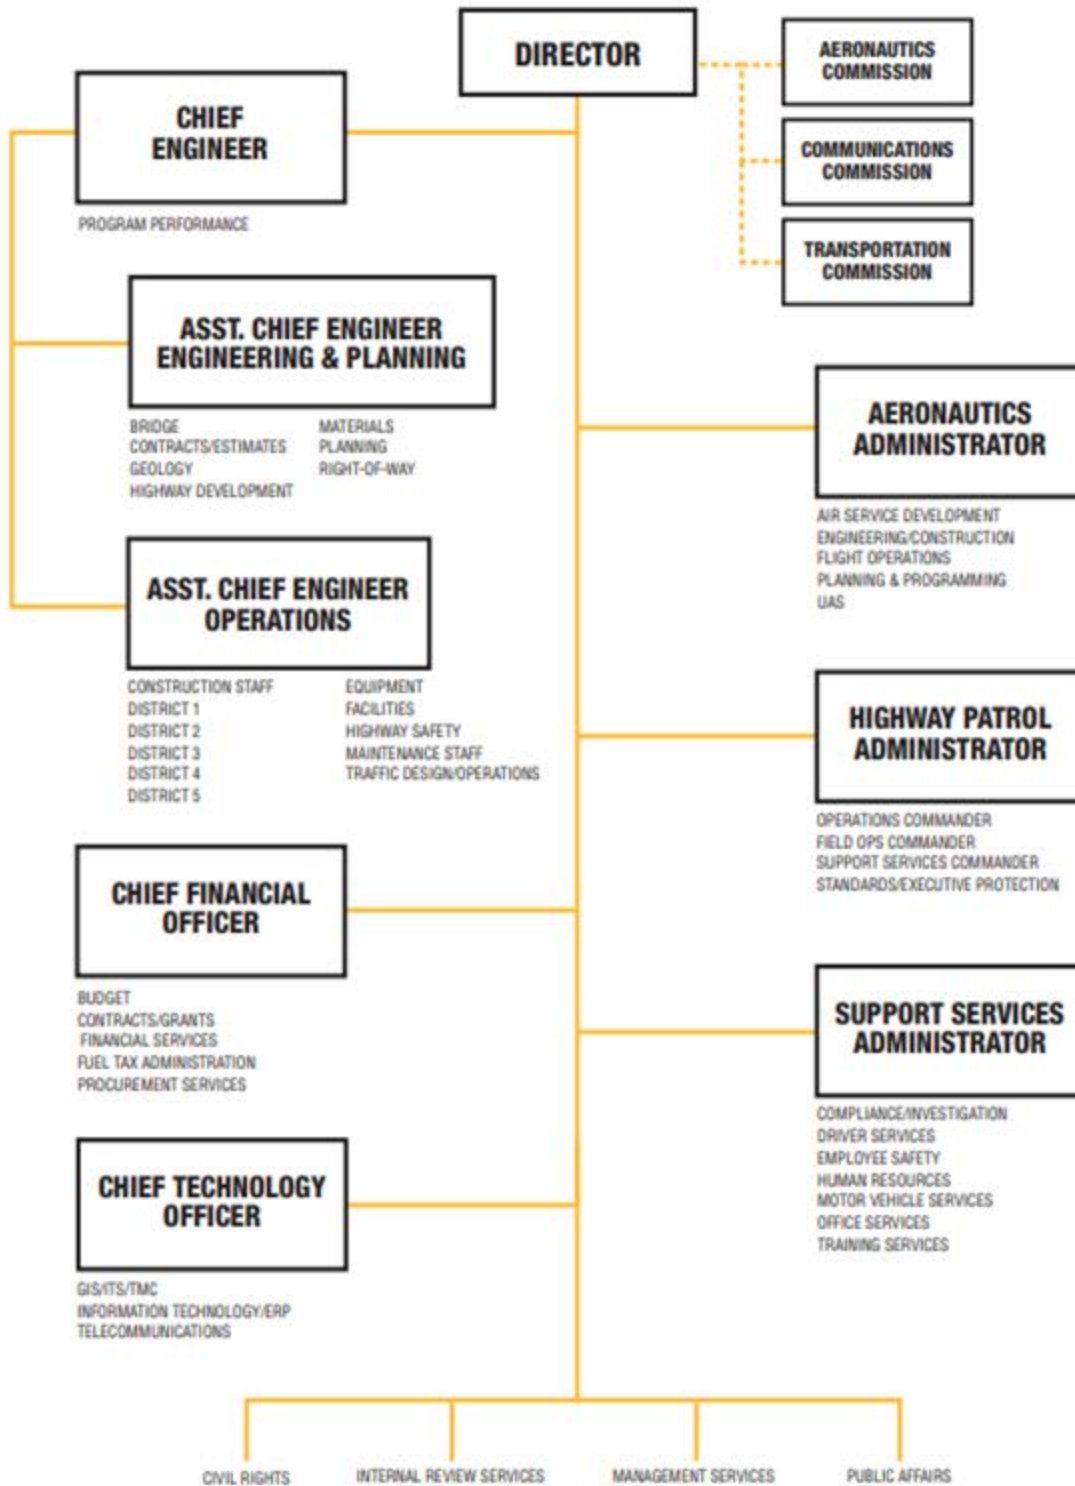 DIRECTOR
AERONAUTICS
COMMISSION
COMMUNICATIONS
COMMISSION
TRANSPORTATION
COMMISSION
CHIEF
ENGINEER
PROGRAM PERFORMANCE
ASST. CHIEF ENGINEER
ENGINEERING & PLANNING
BRIDGE
CONTRACTS/ESTIMATES
GEOLOGY
HIGHWAY DEVELOPMENT
MATERIALS
PLANNING
RIGHT-OF-WAY
ASST. CHIEF ENGINEER
OPERATIONS
CONSTRUCTION STAFF
DISTRICT 1
DISTRICT 2
DISTRICT 3
DISTRICT 4
DISTRICT 5
EQUIPMENT
FACILITIES
HIGHWAY SAFETY
MAINTENANCE STAFF
TRAFFIC DESIGN/OPERATIONS
CHIEF FINANCIAL
OFFICER
BUDGET
CONTRACTS/GRANTS
FINANCIAL SERVICES
FUEL TAX ADMINISTRATION
PROCUREMENT SERVICES
CHIEF TECHNOLOGY
OFFICER
GIS/ITS/TMC
INFORMATION TECHNOLOGY/ERP
TELECOMMUNICATIONS
AERONAUTICS
ADMINISTRATOR
AIR SERVICE DEVELOPMENT
ENGINEERING/CONSTRUCTION
FLIGHT OPERATIONS
PLANNING & PROGRAMMING
UAS
HIGHWAY PATROL
ADMINISTRATOR
OPERATIONS COMMANDER
FIELD OPS COMMANDER
SUPPORT SERVICES COMMANDER
STANDARDS/EXECUTIVE PROTECTION
SUPPORT SERVICES
ADMINISTRATOR
COMPLIANCE/INVESTIGATION
DRIVER SERVICES
EMPLOYEE SAFETY
HUMAN RESOURCES
MOTOR VEHICLE SERVICES
OFFICE SERVICES
TRAINING SERVICES
CIVIL RIGHTS
INTERNAL REVIEW SERVICES
MANAGEMENT SERVICES
PUBLIC AFFAIRS